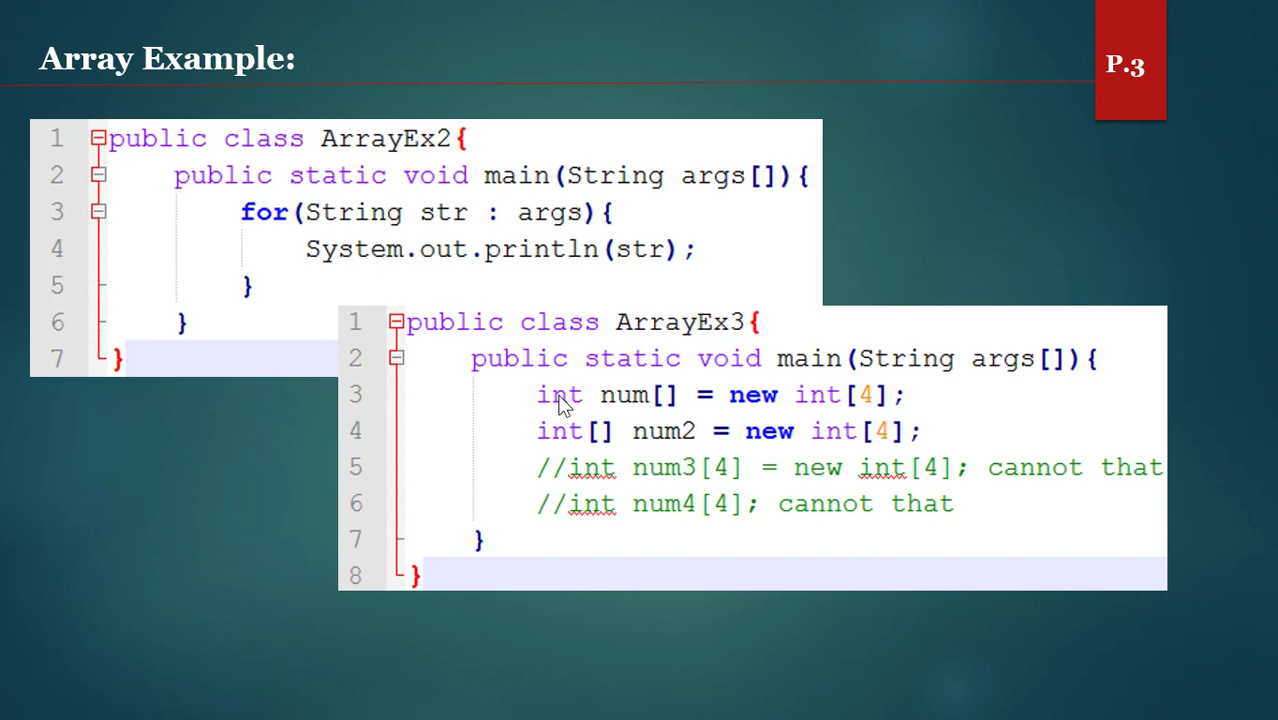 Array Example:
P.3
1 public class ArrayEx2{
2 public static void main(String args[]){
3 for(String str : args){
4 System.out.println(str);
5 }
6 }
7 }
1 public class ArrayEx3{
2 public static void main(String args[]){
3 int num[] = new int[4];
4 int[] num2 = new int[4];
5 //int num3[4] = new int[4]; cannot that
6 //int num4[4]; cannot that
7 }
8 }